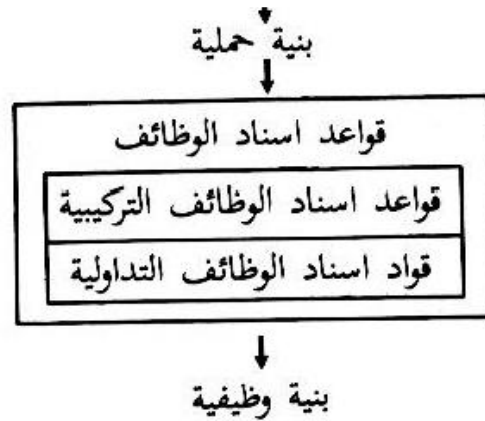 بنية حملية
قواعد اسناد الوظائف
قواعد اسناد الوظائف التركيبية
قواد اسناد الوظائف التداولية
بنية وظيفية